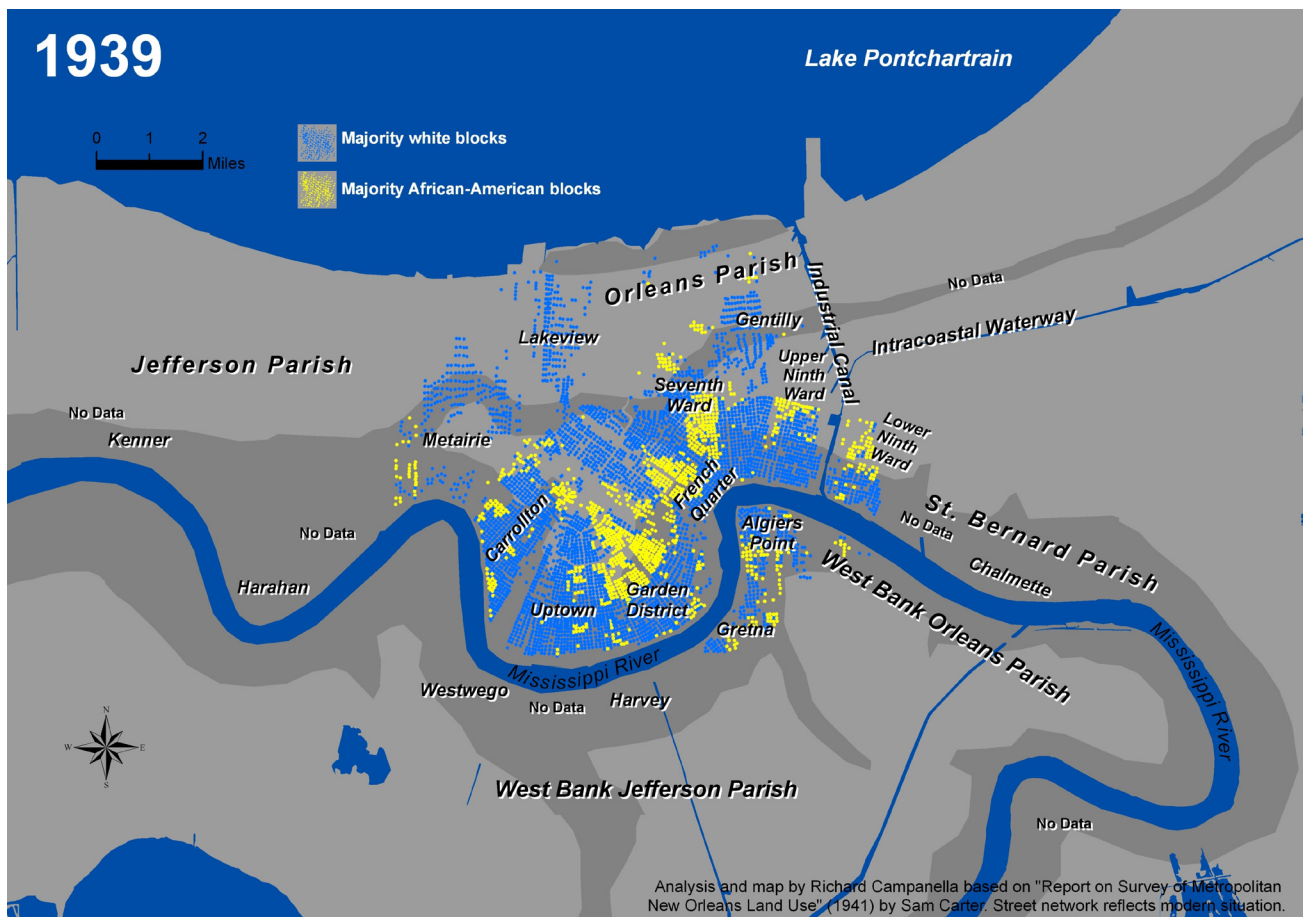 1939
Lake Pontchartrain
0 1 2
Miles
Majority white blocks
Majority African-American blocks
Orleans Parish
Industrial Canal
No Data
Intracoastal Waterway
Lakeview
Gentilly
Jefferson Parish
Upper
Ninth
Ward
Seventh
Ward
No Data
Kenner
Metairie
Lower
Ninth
Ward
French
Quarter
Carrollton
St. Bernard Parish
No Data
Algiers
Point
No Data
Chalmette
West Bank Orleans Parish
Harahan
Uptown
Garden
District
Gretna
Mississippi River
Mississippi River
Westwego
No Data
Harvey
N
W
E
S
West Bank Jefferson Parish
No Data
Analysis and map by Richard Campanella based on "Report on Survey of Metropolitan
New Orleans Land Use" (1941) by Sam Carter. Street network reflects modern situation.